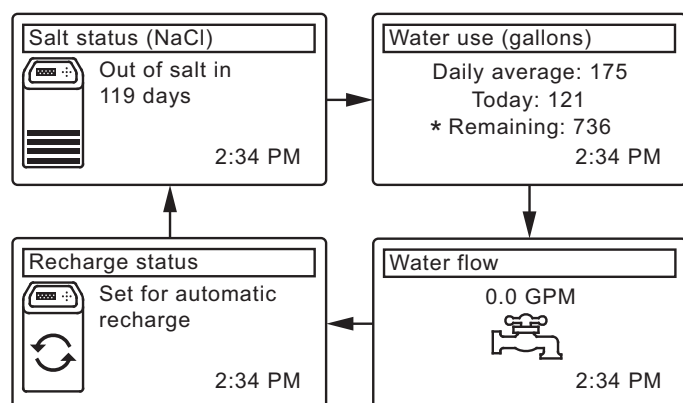 Salt status (NaCl)
Out of salt in
119 days
2:34 PM
Water use (gallons)
Daily average: 175
Today: 121
* Remaining: 736
2:34 PM
Recharge status
Set for automatic
recharge
2:34 PM
Water flow
0.0 GPM
2:34 PM